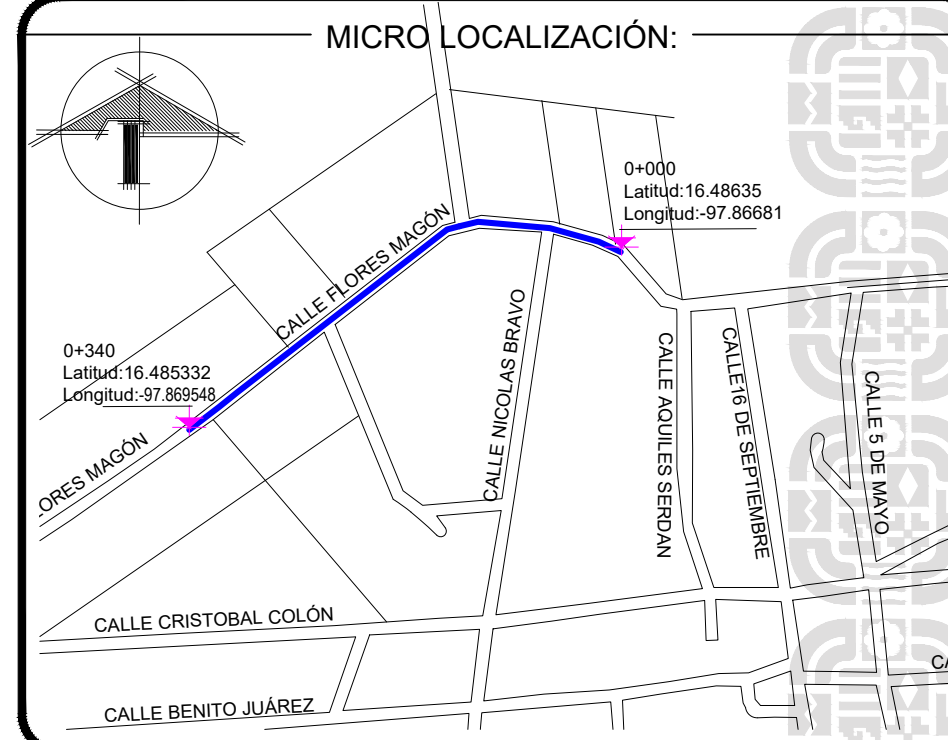 MICRO LOCALIZACIÓN:
0+000
Latitud:16.48635
Longitud:-97.86681
CALLE FLORES MAGÓN
0+340
Latitud:16.485332
Longitud:-97.869548
LORES MAGÓN
CALLE NICOLAS BRAVO
CALLE AQUILES SERDAN
CALLE16 DE SEPTIEMBRE
CALLE 5 DE MAYO
CALLE CRISTOBAL COLÓN
CALLE BENITO JUÁREZ
CA